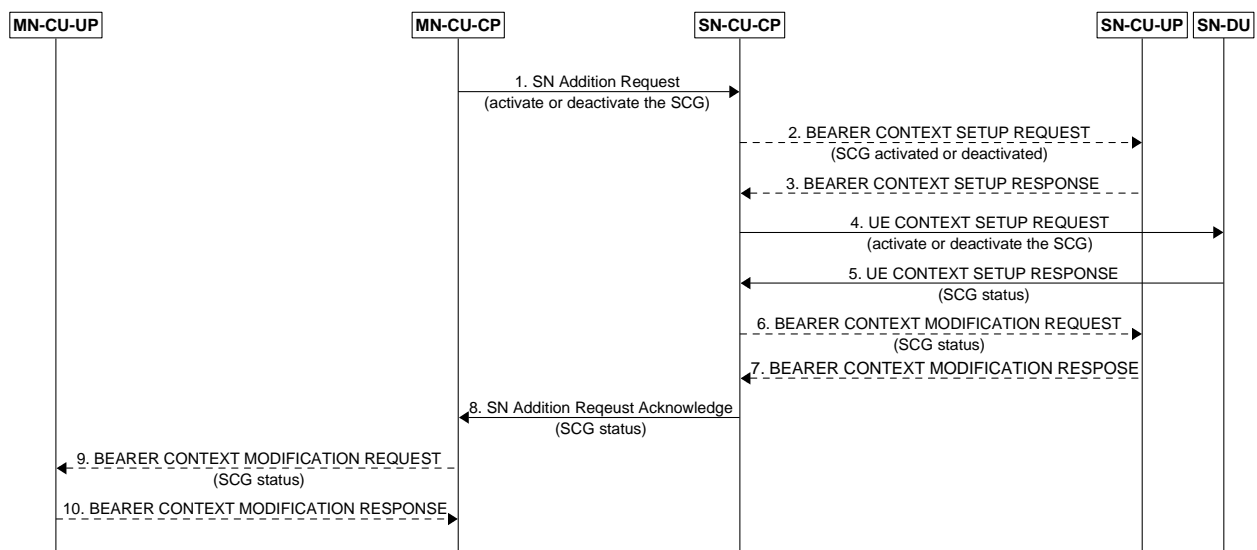 MN-CU-UP
MN-CU-CP
SN-CU-CP
SN-CU-UP
SN-DU
1. SN Addition Request
(activate or deactivate the SCG)
2. BEARER CONTEXT SETUP REQUEST
(SCG activated or deactivated)
3. BEARER CONTEXT SETUP RESPONSE
4. UE CONTEXT SETUP REQUEST
(activate or deactivate the SCG)
5. UE CONTEXT SETUP RESPONSE
(SCG status)
6. BEARER CONTEXT MODIFICATION REQUEST
(SCG status)
7. BEARER CONTEXT MODIFICATION RESPOSE
8. SN Addition Reqeust Acknowledge
(SCG status)
9. BEARER CONTEXT MODIFICATION REQUEST
(SCG status)
10. BEARER CONTEXT MODIFICATION RESPONSE